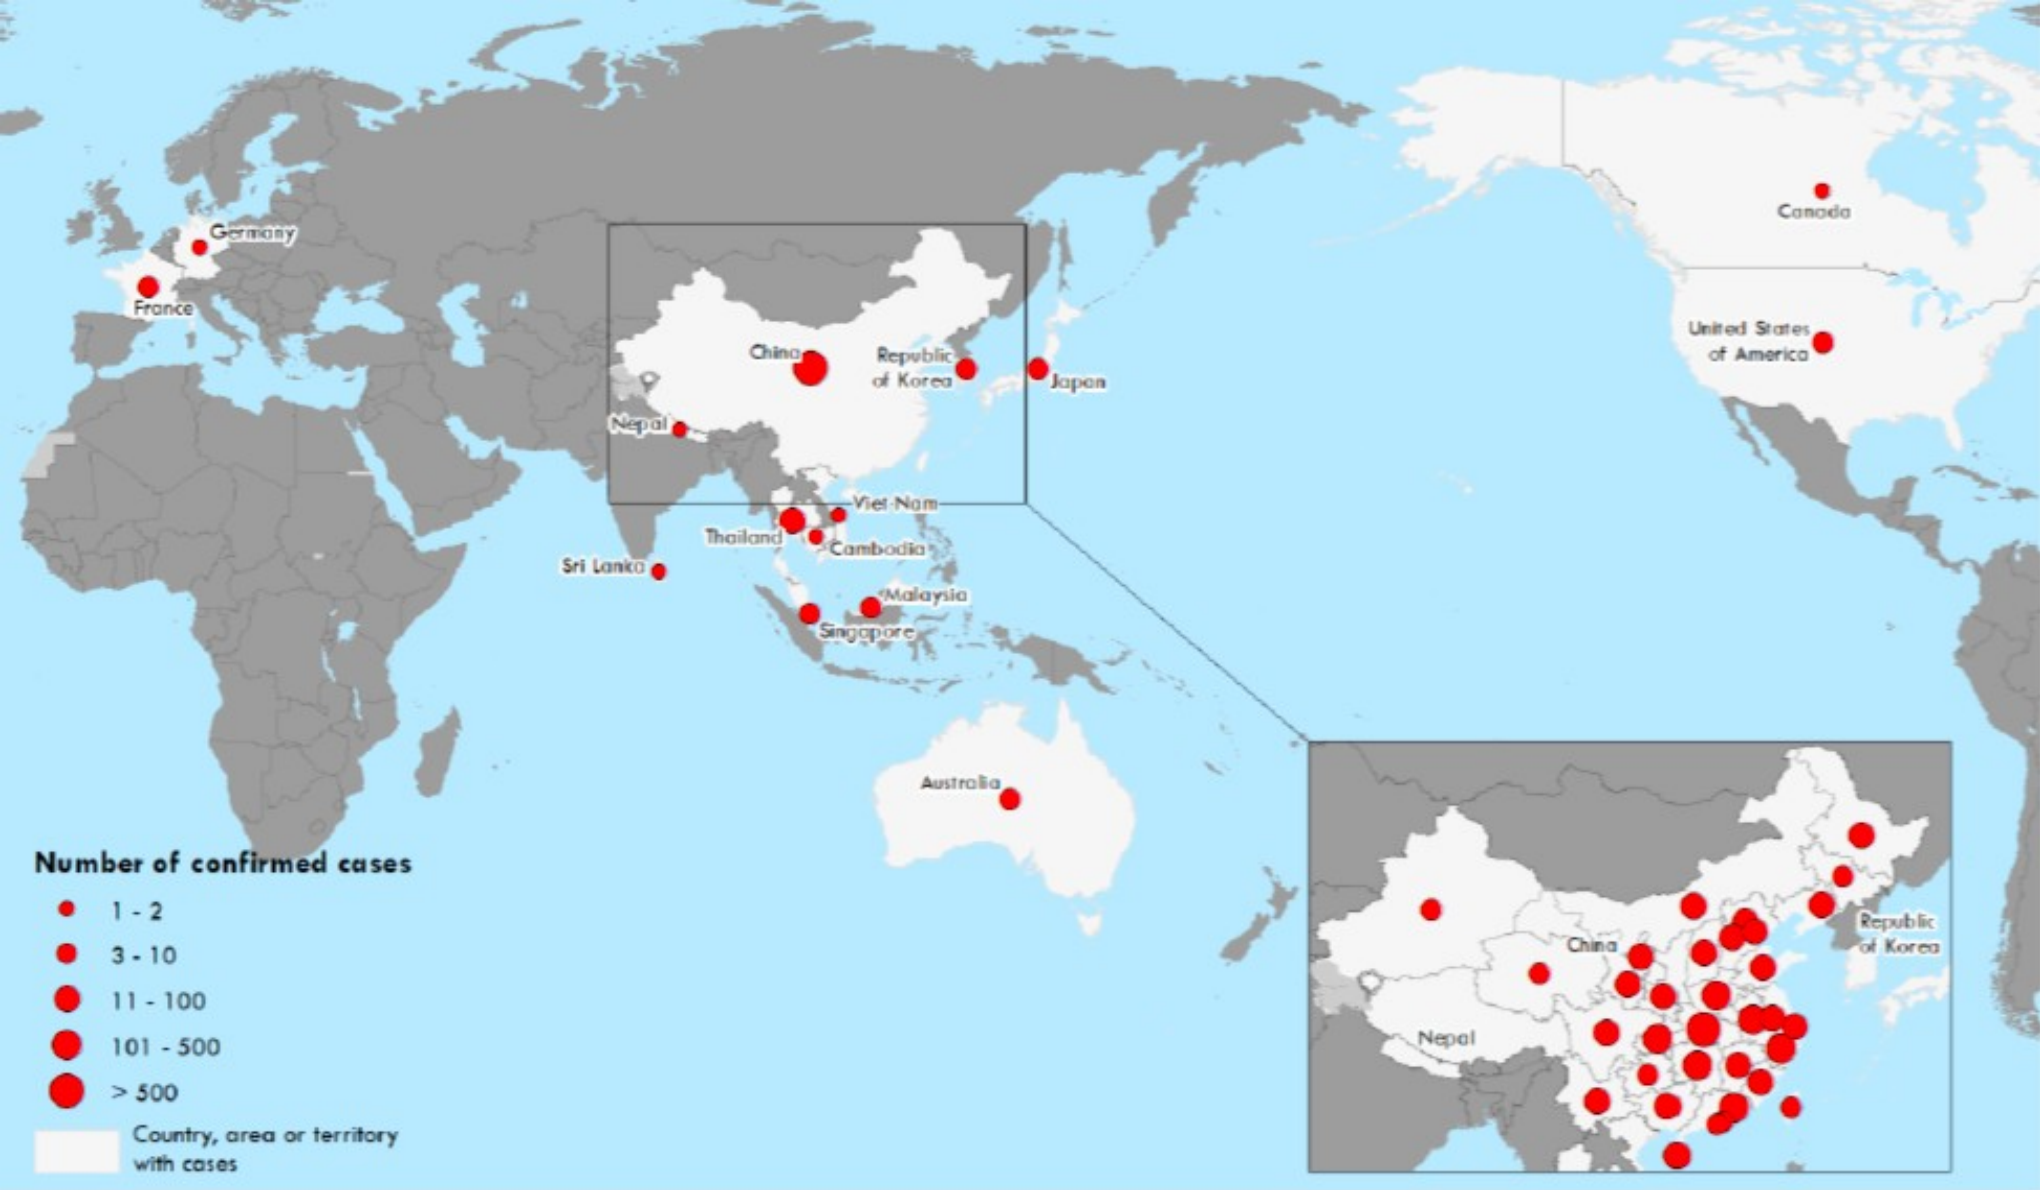 Canada
Germany
France
United States
of America
China
Republic
of Korea
Japan
Nepal
Viet Nam
Thailand
Cambodia
Sri Lanka
Malaysia
Singapore
Australia
Number of confirmed cases
1 - 2
3 - 10
11 - 100
101 - 500
> 500
Country, area or territory
with cases
Republic
of Korea
China
Nepal